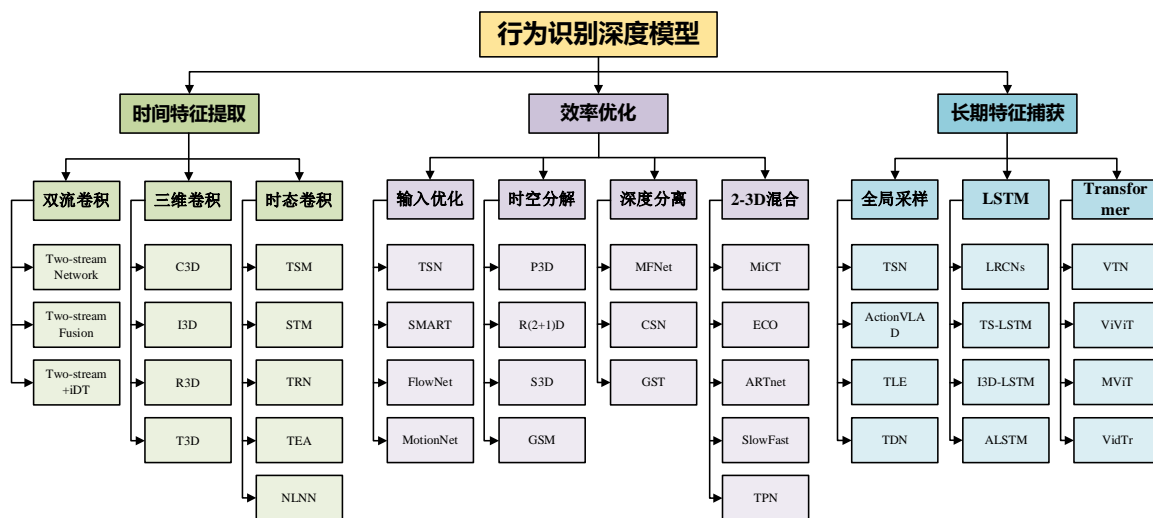 行为识别深度模型
时间特征提取
效率优化
长期特征捕获
双流卷积
三维卷积
时态卷积
输入优化
时空分解
深度分离
2-3D混合
全局采样
LSTM
Transfor
mer
Two-stream
Network
C3D
TSM
TSN
P3D
MFNet
MiCT
TSN
LRCNs
VTN
Two-stream
Fusion
I3D
STM
SMART
R(2+1)D
CSN
ECO
ActionVLA
D
TS-LSTM
ViViT
Two-stream
+iDT
R3D
TRN
FlowNet
S3D
GST
ARTnet
TLE
I3D-LSTM
MViT
T3D
TEA
MotionNet
GSM
SlowFast
TDN
ALSTM
VidTr
NLNN
TPN